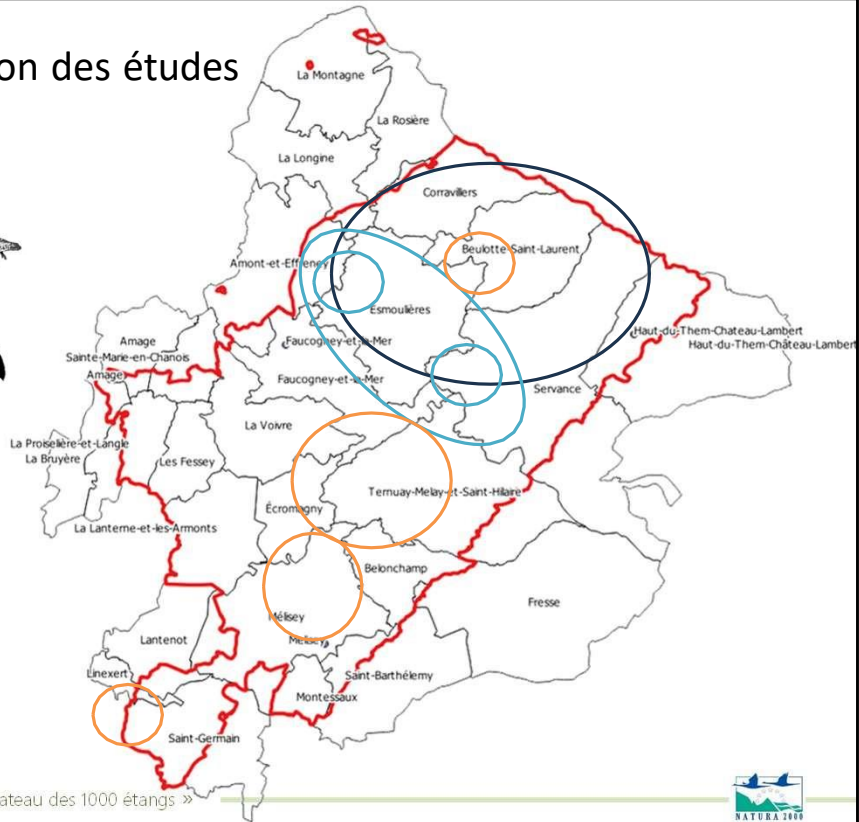 on des études
La Montagne
La Rosière
La Longine
Corravillers
Beulotte-Saint-Laurent
Amont-et-Effreney
Esmoulières
Haut-du-Them-Chateau-Lambert
Haut-du-Them-Château-Lambert
Amage
Faucogney-et-la-Mer
Sainte-Marie-en-Chanois
Amage
Faucogney-et-la-Mer
Servance
La Voivre
La Proiselière-et-Langle
La Bruyère
Les Fessey
Ternuay-Melay-et-Saint-Hilaire
Écromagny
La Lanterne-et-les-Armonts
Belonchamp
Fresse
Mélisey
Lantenot
Melisey
Linexert
Saint-Barthélemy
Montessaux
Saint-Germain
ateau des 1000 étangs »
NATURA 2000